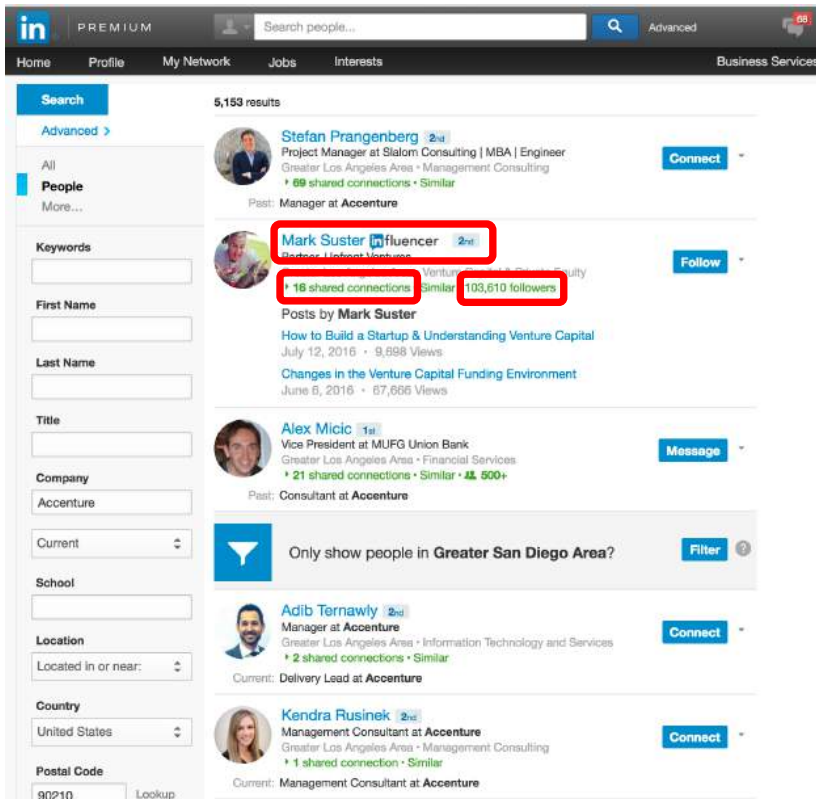 in PREMIUM Search people... Advanced 68
Home Profile My Network Jobs Interests Business Services
Search
Advanced >
All
People
More...
Keywords
First Name
Last Name
Title
Company
Accenture
Current
School
Location
Located in or near:
Country
United States
Postal Code
90210 Lookup
5,153 results
Stefan Prangenberg 2nd
Project Manager at Slalom Consulting | MBA | Engineer
Greater Los Angeles Area • Management Consulting
69 shared connections • Similar
Connect
Past: Manager at Accenture
Mark Suster influencer 2nd
Partner, Upfront Ventures
Venture Capital & Private Equity
16 shared connections Similar 103,610 followers
Follow
Posts by Mark Suster
How to Build a Startup & Understanding Venture Capital
July 12, 2016 • 9,698 Views
Changes in the Venture Capital Funding Environment
June 6, 2016 • 67,666 Views
Alex Micic 1st
Vice President at MUFG Union Bank
Greater Los Angeles Area • Financial Services
21 shared connections • Similar • 500+
Message
Past: Consultant at Accenture
Only show people in Greater San Diego Area?
Filter ?
Adib Ternawly 2nd
Manager at Accenture
Greater Los Angeles Area • Information Technology and Services
2 shared connections • Similar
Connect
Current: Delivery Lead at Accenture
Kendra Rusinek 2nd
Management Consultant at Accenture
Greater Los Angeles Area • Management Consulting
1 shared connection • Similar
Connect
Current: Management Consultant at Accenture